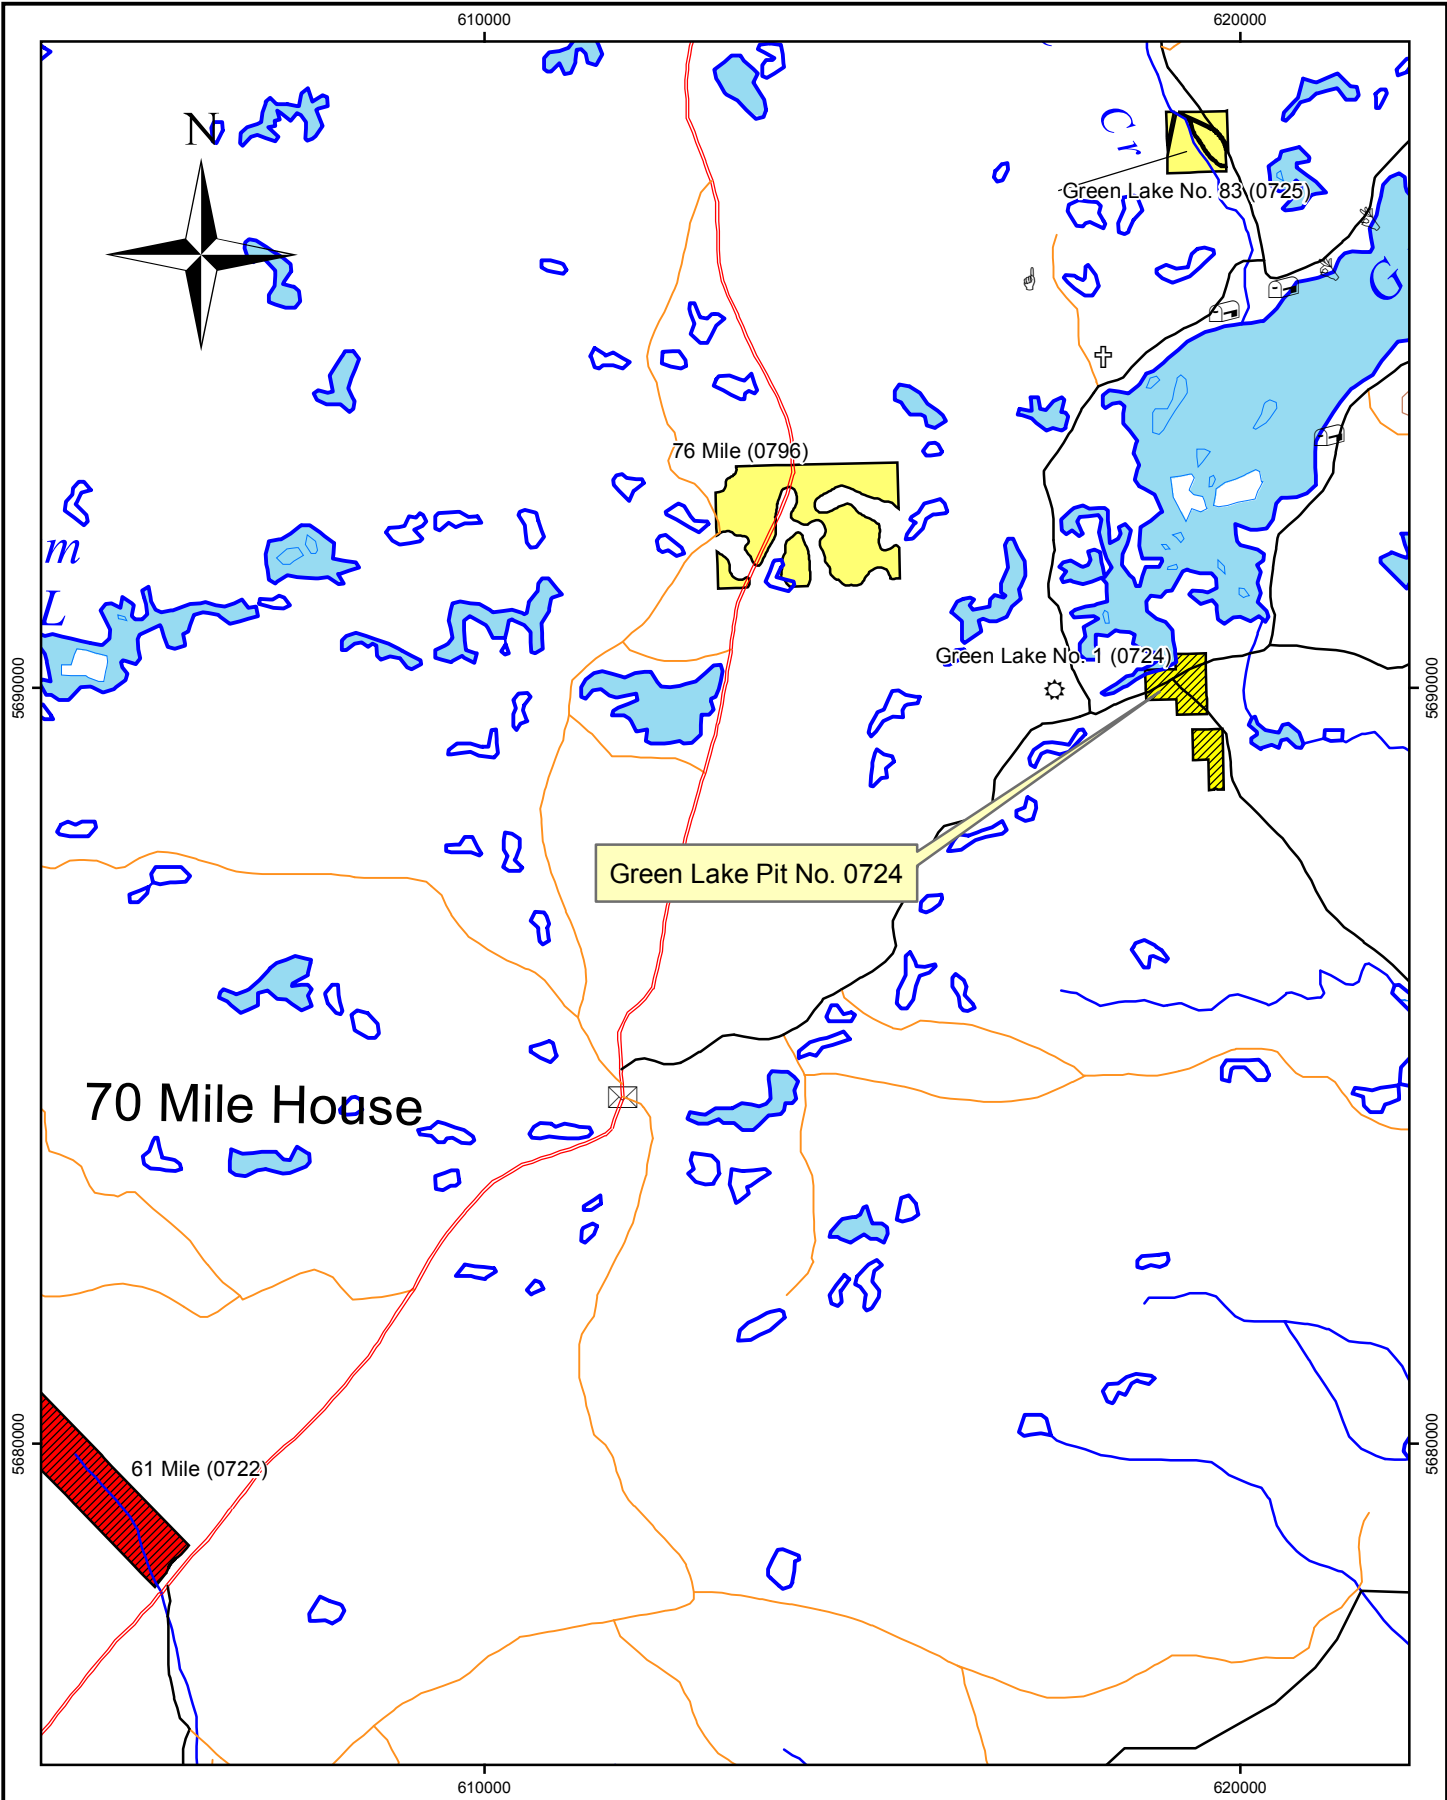 610000
620000
N
Cr
Green Lake No. 83 (0725)
G
76 Mile (0796)
m
L
Green Lake No. 1 (0724)
5690000
5690000
Green Lake Pit No. 0724
70 Mile House
5680000
5680000
61 Mile (0722)
610000
620000